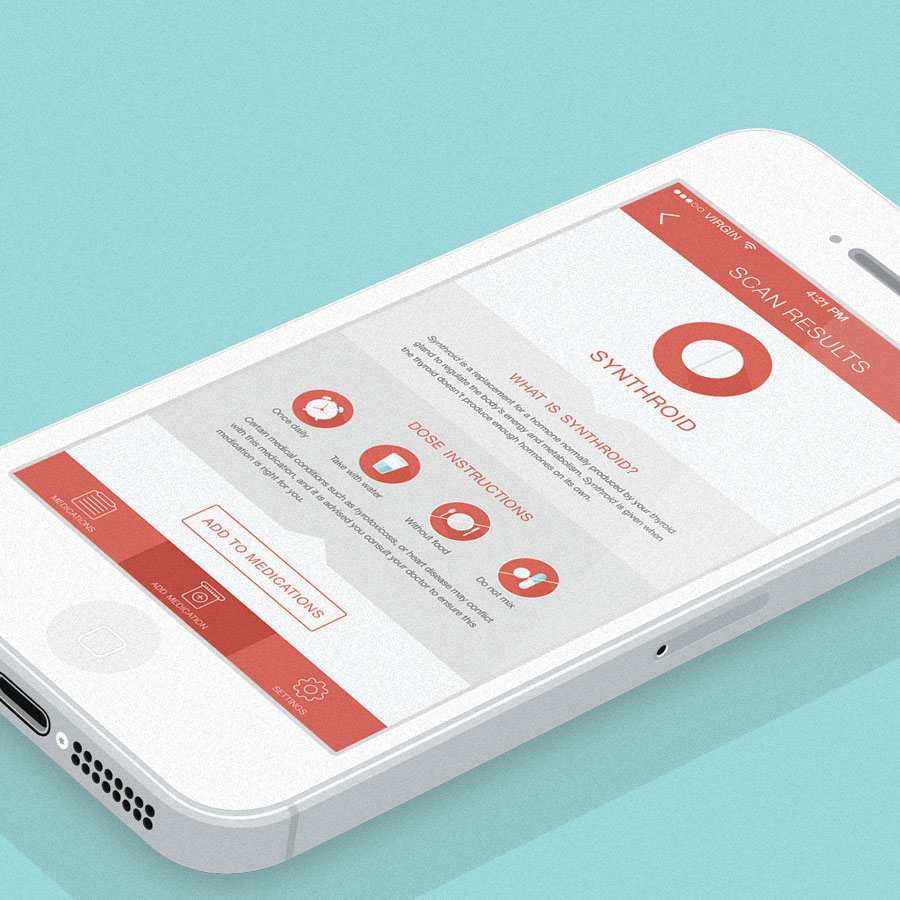 VIRGIN 4:21 PM
SCAN RESULTS
SYNTHROID
WHAT IS SYNTHROID?
Synthroid is a replacement for a hormone normally produced by your thyroid
gland to regulate the body's energy and metabolism. Synthroid is given when
the thyroid doesn't produce enough hormones on its own.
DOSE INSTRUCTIONS
Once daily
Take with water
Without food
Do not mix
Certain medical conditions such as hyrotoxicosis, or heart disease may conflict
with this medication, and it is advised you consult your doctor to ensure this
medication is right for you.
ADD TO MEDICATIONS
MEDICATIONS
ADD MEDICATION
SETTINGS